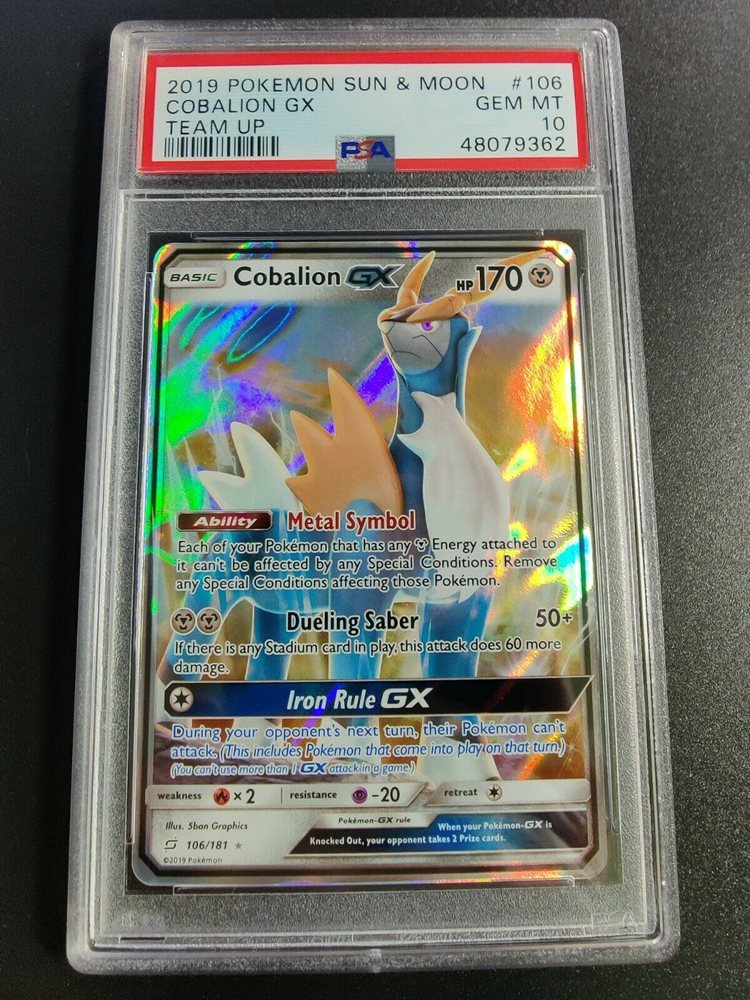 2019 POKEMON SUN & MOON #106
COBALION GX GEM MT
TEAM UP 10
PSA 48079362
BASIC Cobalion GX HP 170
Ability Metal Symbol
Each of your Pokémon that has any Energy attached to
it can't be affected by any Special Conditions. Remove
any Special Conditions affecting those Pokémon.
Dueling Saber 50+
If there is any Stadium card in play, this attack does 60 more
damage.
Iron Rule GX
During your opponent's next turn, their Pokémon can't
attack. (This includes Pokémon that come into play on that turn.)
(You can't use more than 1 GX attack in a game.)
weakness × 2 resistance -20 retreat
Illus. 5ban Graphics
Pokémon-GX rule When your Pokémon-GX is
Knocked Out, your opponent takes 2 Prize cards.
106/181
©2019 Pokémon